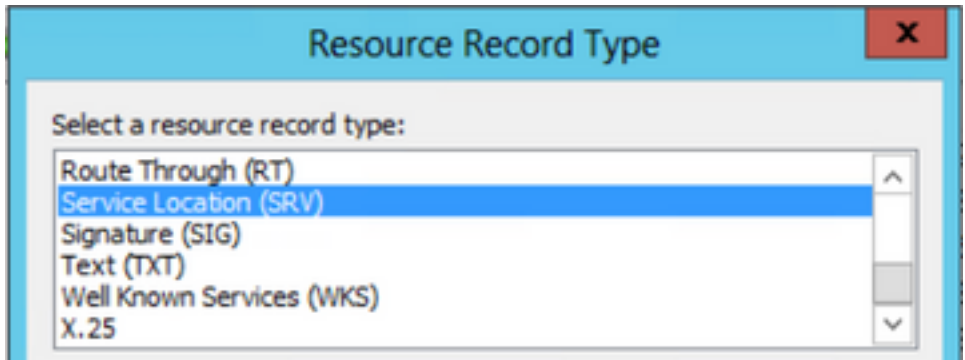 Resource Record Type
x
Select a resource record type:
Route Through (RT)
Service Location (SRV)
Signature (SIG)
Text (TXT)
Well Known Services (WKS)
X.25